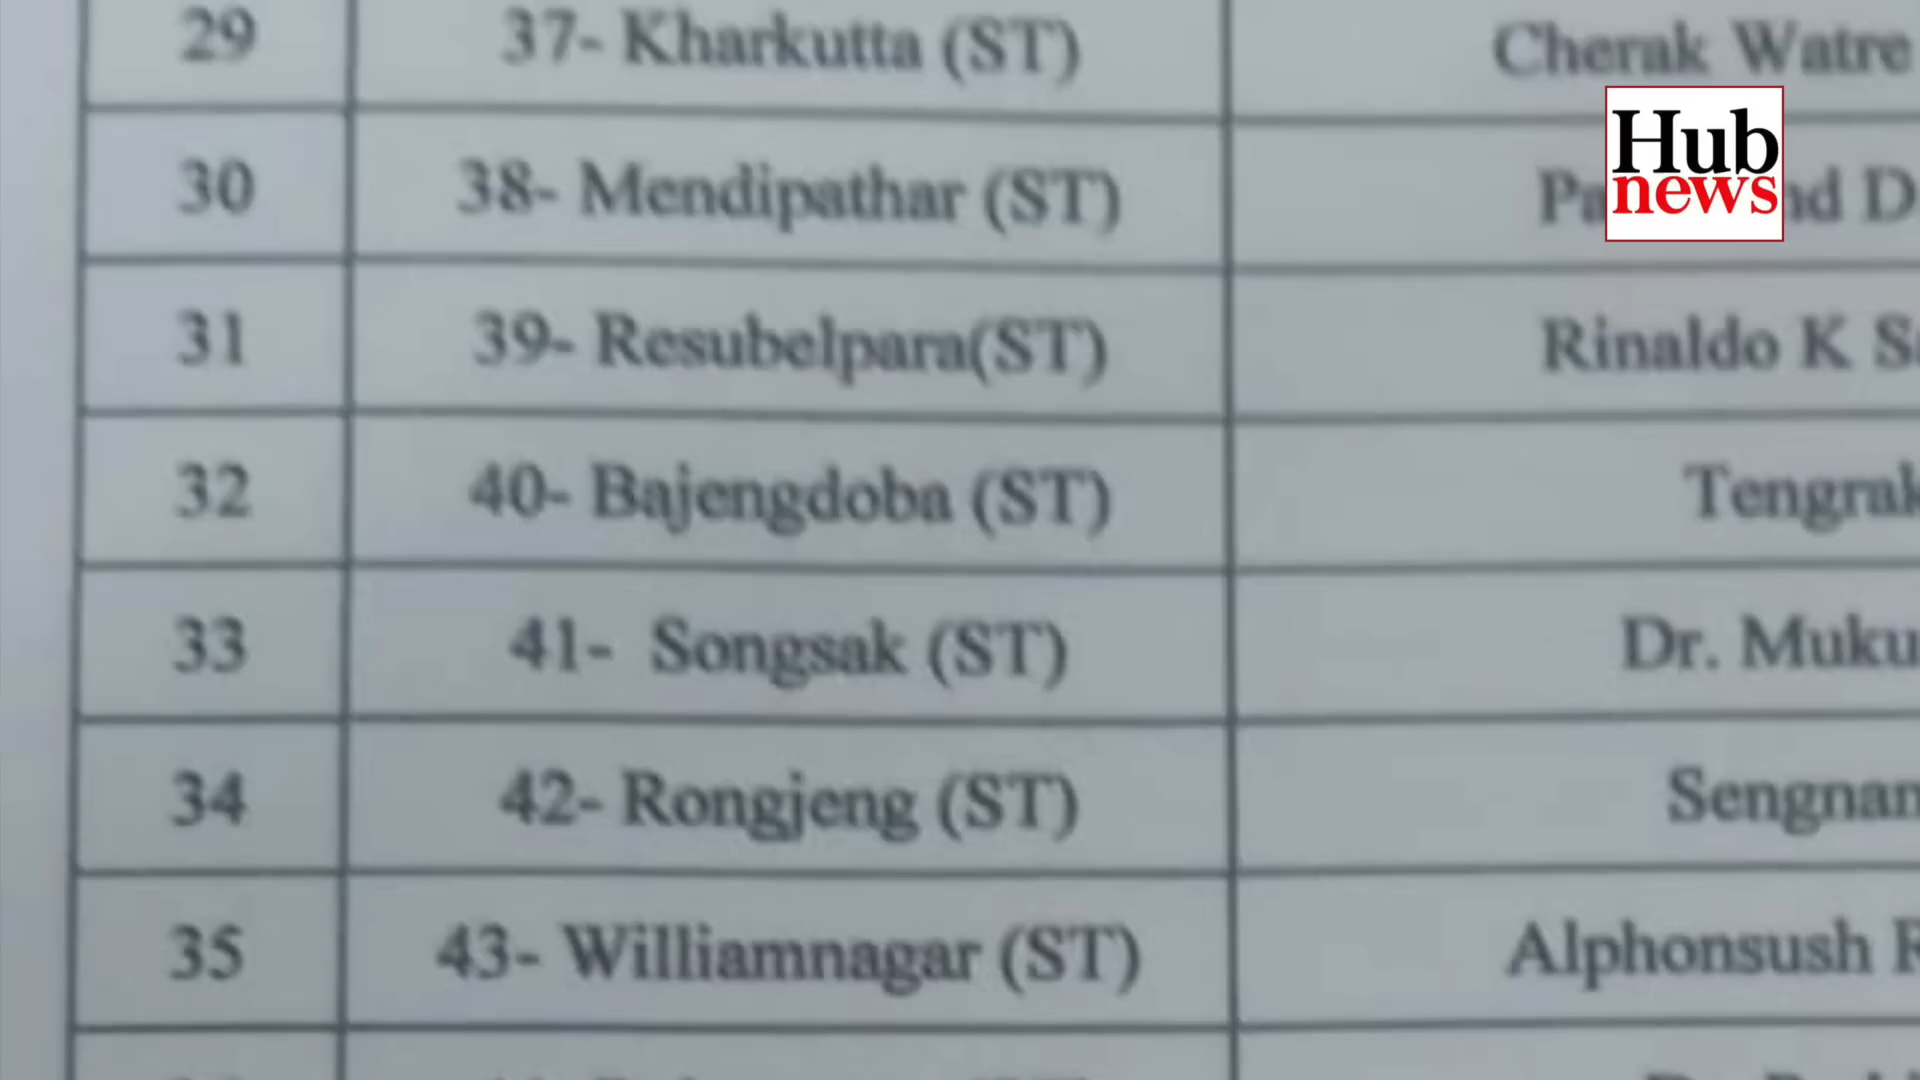 29 37- Kharkutta (ST) Cherak Watre
30 38- Mendipathar (ST)
31 39- Resubelpara(ST) Rinaldo K
32 40- Bajengdoba (ST)
33 41- Songsak (ST) Dr.
34 42- Rongjeng (ST)
35 43- Williamnagar (ST) Alphonsush
Hub
news